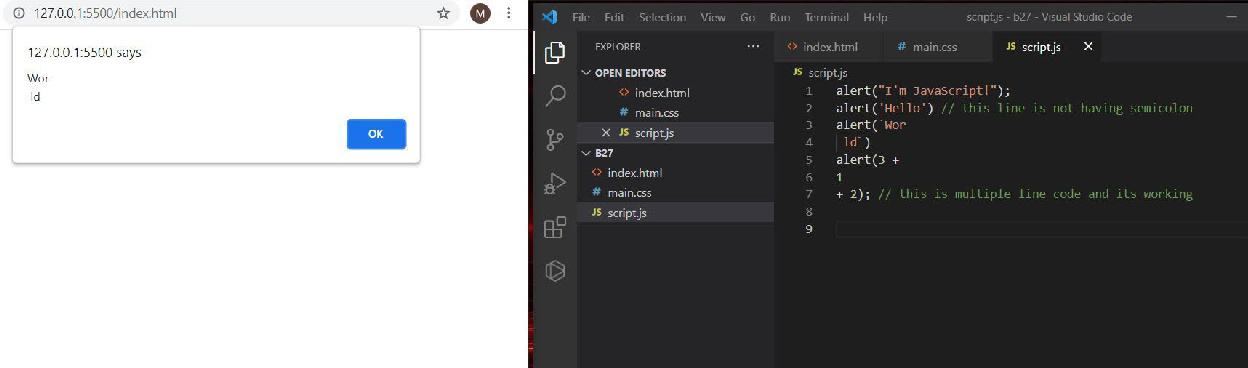 127.0.0.1:5500/index.html
M
127.0.0.1:5500 says
Wor
ld
OK
File Edit Selection View Go Run Terminal Help
script.js - b27 - Visual Studio Code
EXPLORER
OPEN EDITORS
index.html
main.css
script.js
B27
index.html
main.css
JS script.js
index.html
# main.css
JS script.js
JS script.js
1 alert("I'm JavaScript!");
2 alert('Hello') // this line is not having semicolon
3 alert(`Wor
4 ld`)
5 alert(3 +
6 1
7 + 2); // this is multiple line code and its working
8
9